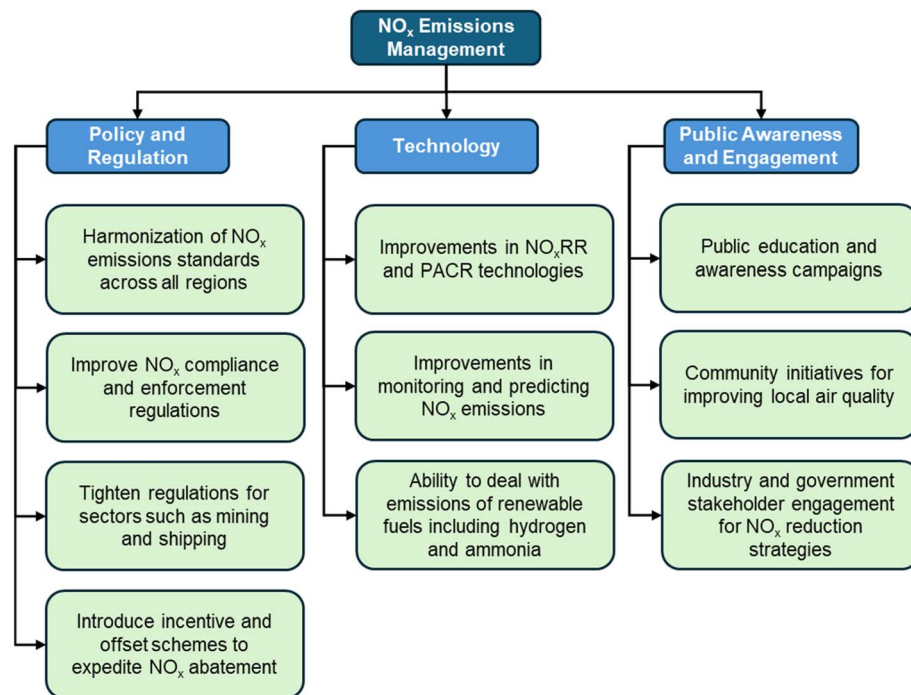 NOₓ Emissions
Management
Policy and
Regulation
Technology
Public Awareness
and Engagement
Harmonization of NOₓ
emissions standards
across all regions
Improvements in NOₓRR
and PACR technologies
Public education and
awareness campaigns
Improve NOₓ compliance
and enforcement
regulations
Improvements in
monitoring and predicting
NOₓ emissions
Community initiatives for
improving local air quality
Tighten regulations for
sectors such as mining
and shipping
Ability to deal with
emissions of renewable
fuels including hydrogen
and ammonia
Industry and government
stakeholder engagement
for NOₓ reduction
strategies
Introduce incentive and
offset schemes to
expedite NOₓ abatement